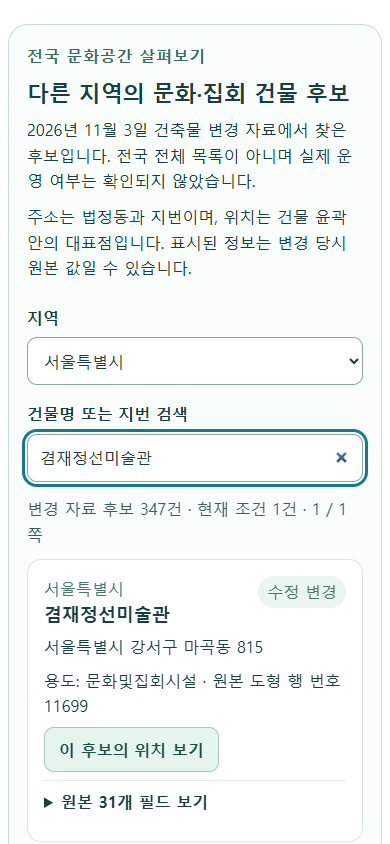 전국 문화공간 살펴보기
다른 지역의 문화·집회 건물 후보
2026년 11월 3일 건축물 변경 자료에서 찾은
후보입니다. 전국 전체 목록이 아니며 실제 운
영 여부는 확인되지 않았습니다.
주소는 법정동과 지번이며, 위치는 건물 윤곽
안의 대표점입니다. 표시된 정보는 변경 당시
원본 값일 수 있습니다.
지역
서울특별시
건물명 또는 지번 검색
겸재정선미술관
변경 자료 후보 347건 · 현재 조건 1건 · 1 / 1
쪽
서울특별시
수정 변경
겸재정선미술관
서울특별시 강서구 마곡동 815
용도: 문화및집회시설 · 원본 도형 행 번호
11699
이 후보의 위치 보기
▶ 원본 31개 필드 보기